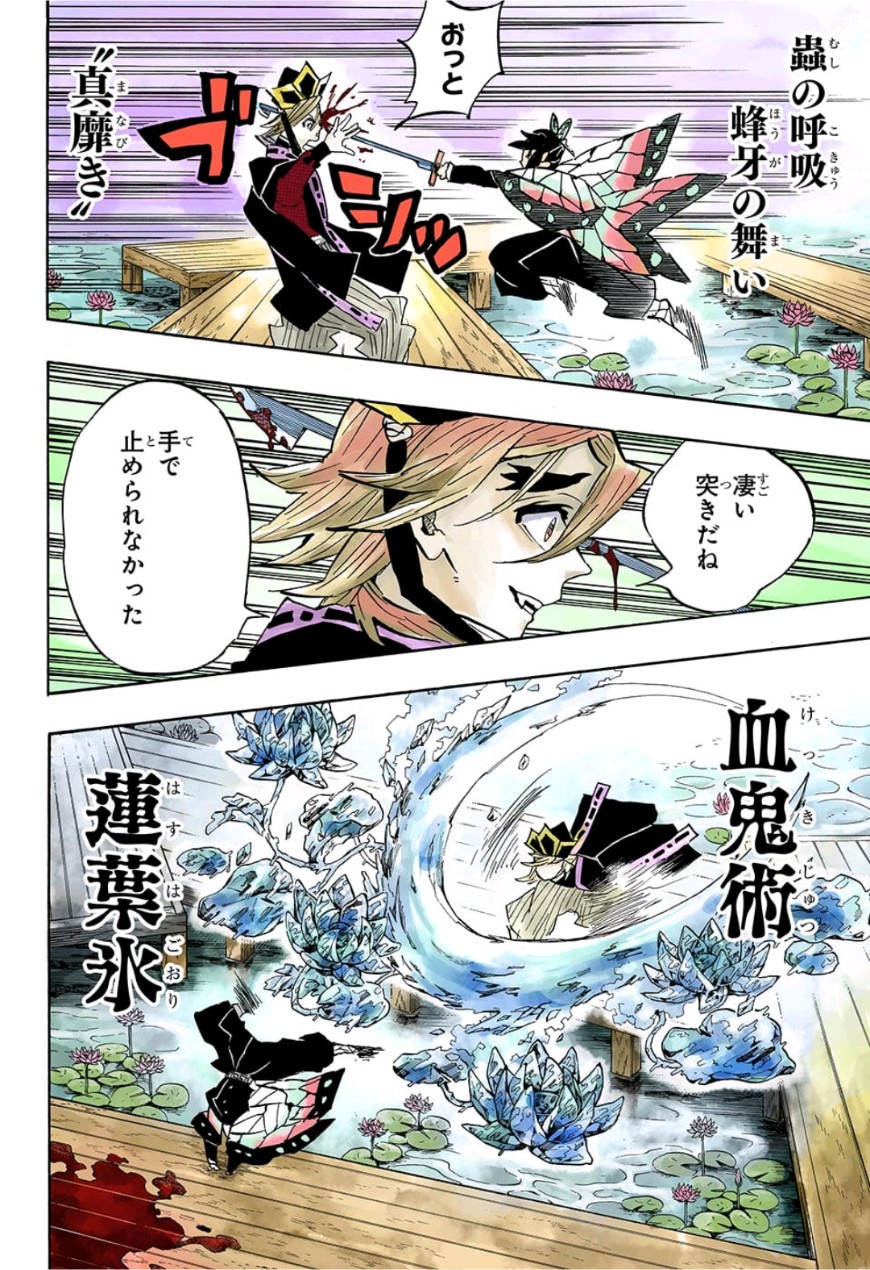 蟲の呼吸
蜂牙の舞い
“真靡き”
おっと
ブ
シッ
凄い
突きだね
手で
止められなかった
血鬼術
蓮葉氷